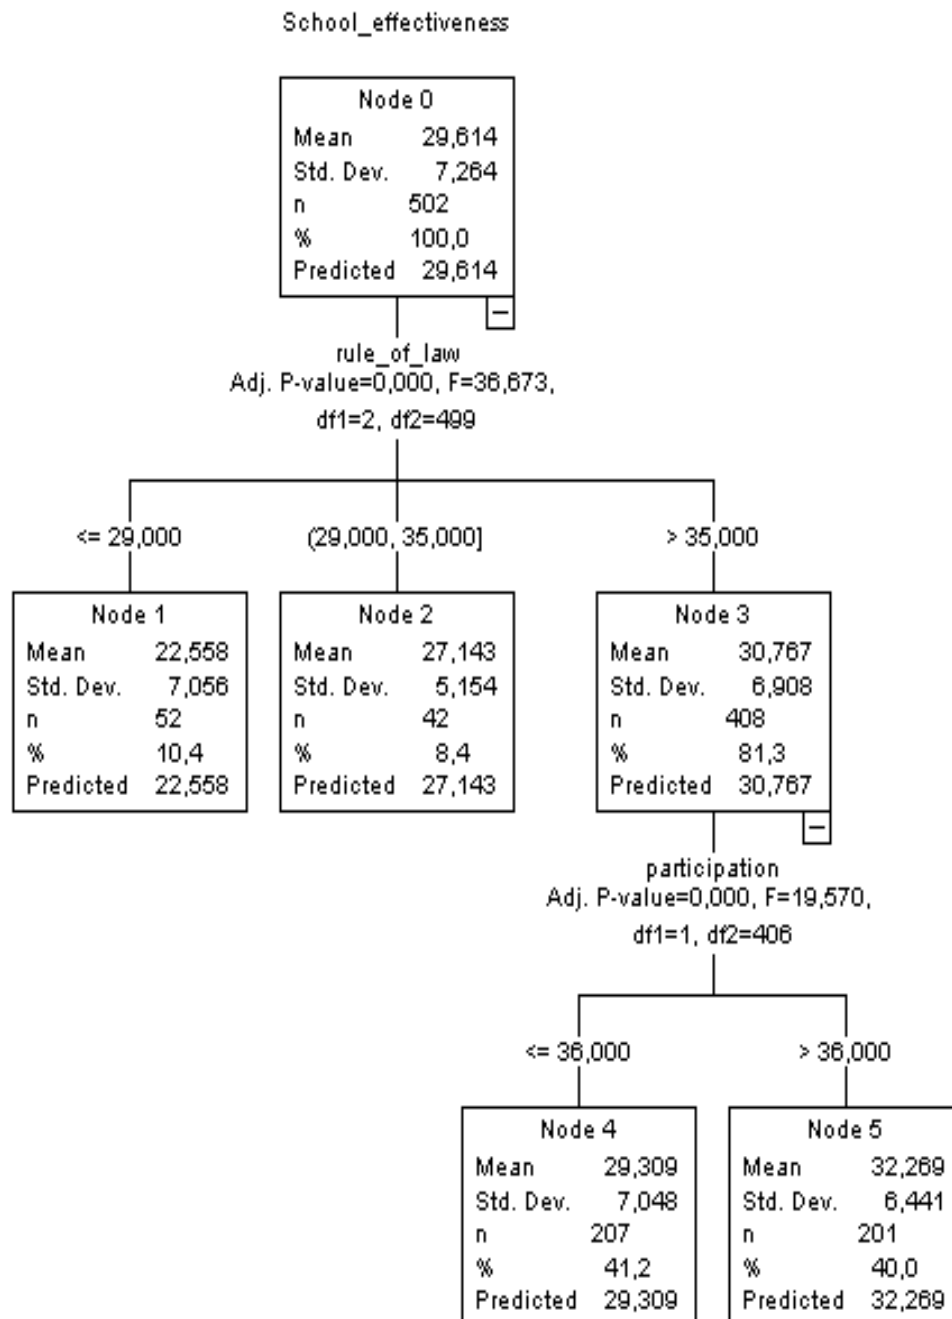 School_effectiveness
Node 0
Mean 29,614
Std. Dev. 7,264
n 502
% 100,0
Predicted 29,614
rule_of_law
Adj. P-value=0,000, F=36,673,
df1=2, df2=499
<= 29,000
(29,000, 35,000]
> 35,000
Node 1
Mean 22,558
Std. Dev. 7,056
n 52
% 10,4
Predicted 22,558
Node 2
Mean 27,143
Std. Dev. 5,154
n 42
% 8,4
Predicted 27,143
Node 3
Mean 30,767
Std. Dev. 6,908
n 408
% 81,3
Predicted 30,767
participation
Adj. P-value=0,000, F=19,570,
df1=1, df2=406
<= 36,000
> 36,000
Node 4
Mean 29,309
Std. Dev. 7,048
n 207
% 41,2
Predicted 29,309
Node 5
Mean 32,269
Std. Dev. 6,441
n 201
% 40,0
Predicted 32,269